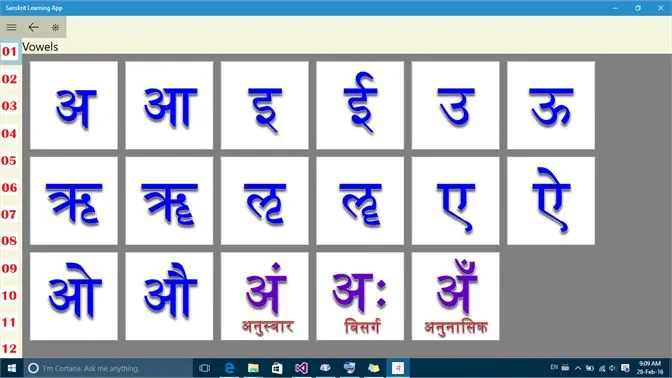 Sanskrit Learning App
Vowels
01
02
03
04
05
06
07
08
09
10
11
12
अ आ इ ई उ ऊ
ऋ ॠ ऌ ॡ ए ऐ
ओ औ अं अः अँ
अनुस्वार बिसर्ग अनुनासिक
I'm Cortana. Ask me anything.
EN
9:09 AM
28-Feb-16